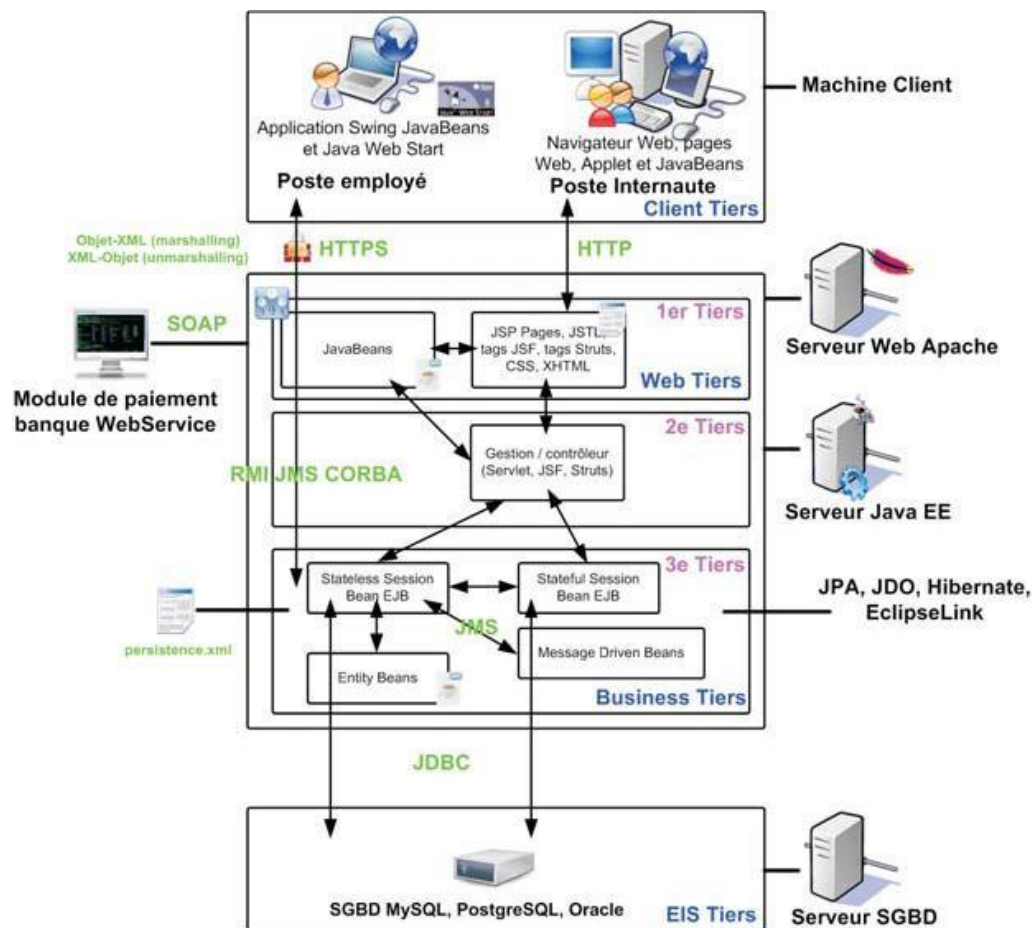 Application Swing JavaBeans
et Java Web Start
Poste employé
Navigateur Web, pages
Web, Applet et JavaBeans
Poste Internaute
Client Tiers
Machine Client
Objet-XML (marshalling)
XML-Objet (unmarshalling)
HTTPS
HTTP
SOAP
Module de paiement
banque WebService
1er Tiers
JavaBeans
JSP Pages, JSTL,
tags JSF, tags Struts,
CSS, XHTML
Web Tiers
Serveur Web Apache
2e Tiers
Gestion / contrôleur
(Servlet, JSF, Struts)
RMI JMS CORBA
Serveur Java EE
3e Tiers
Stateless Session
Bean EJB
Stateful Session
Bean EJB
JMS
Message Driven Beans
Entity Beans
Business Tiers
persistence.xml
JPA, JDO, Hibernate,
EclipseLink
JDBC
SGBD MySQL, PostgreSQL, Oracle
EIS Tiers
Serveur SGBD